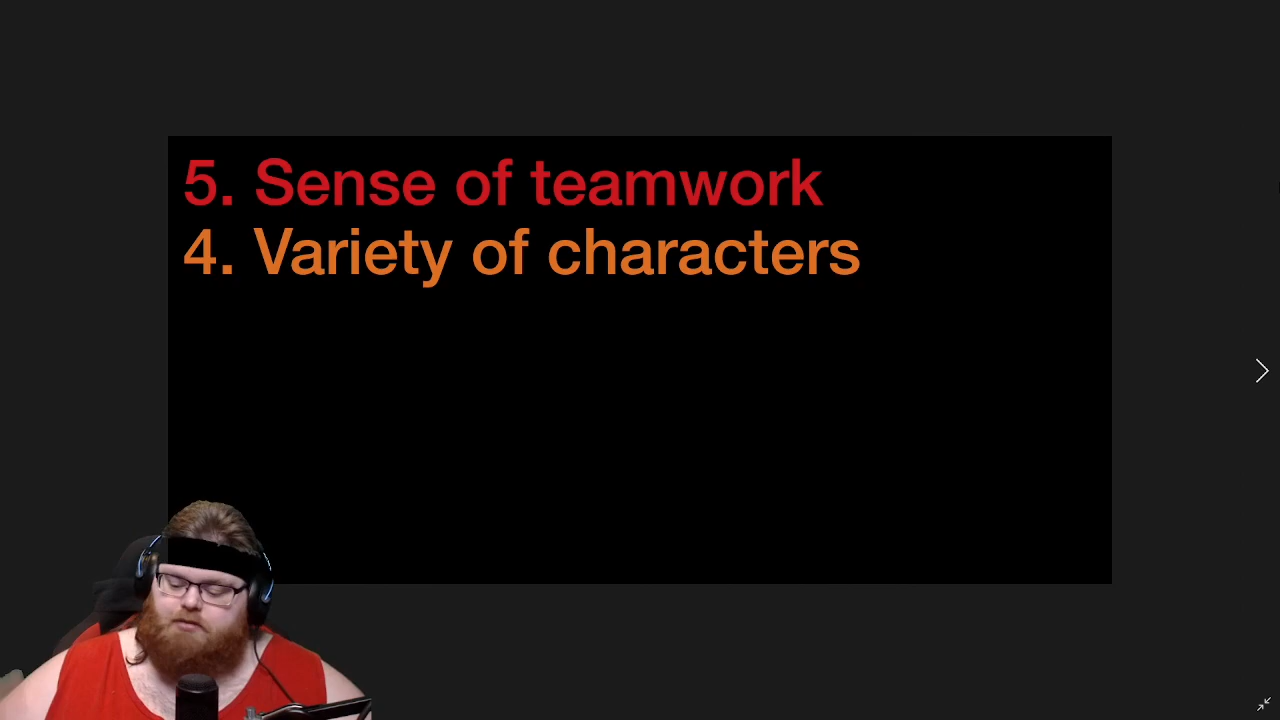 5. Sense of teamwork
4. Variety of characters